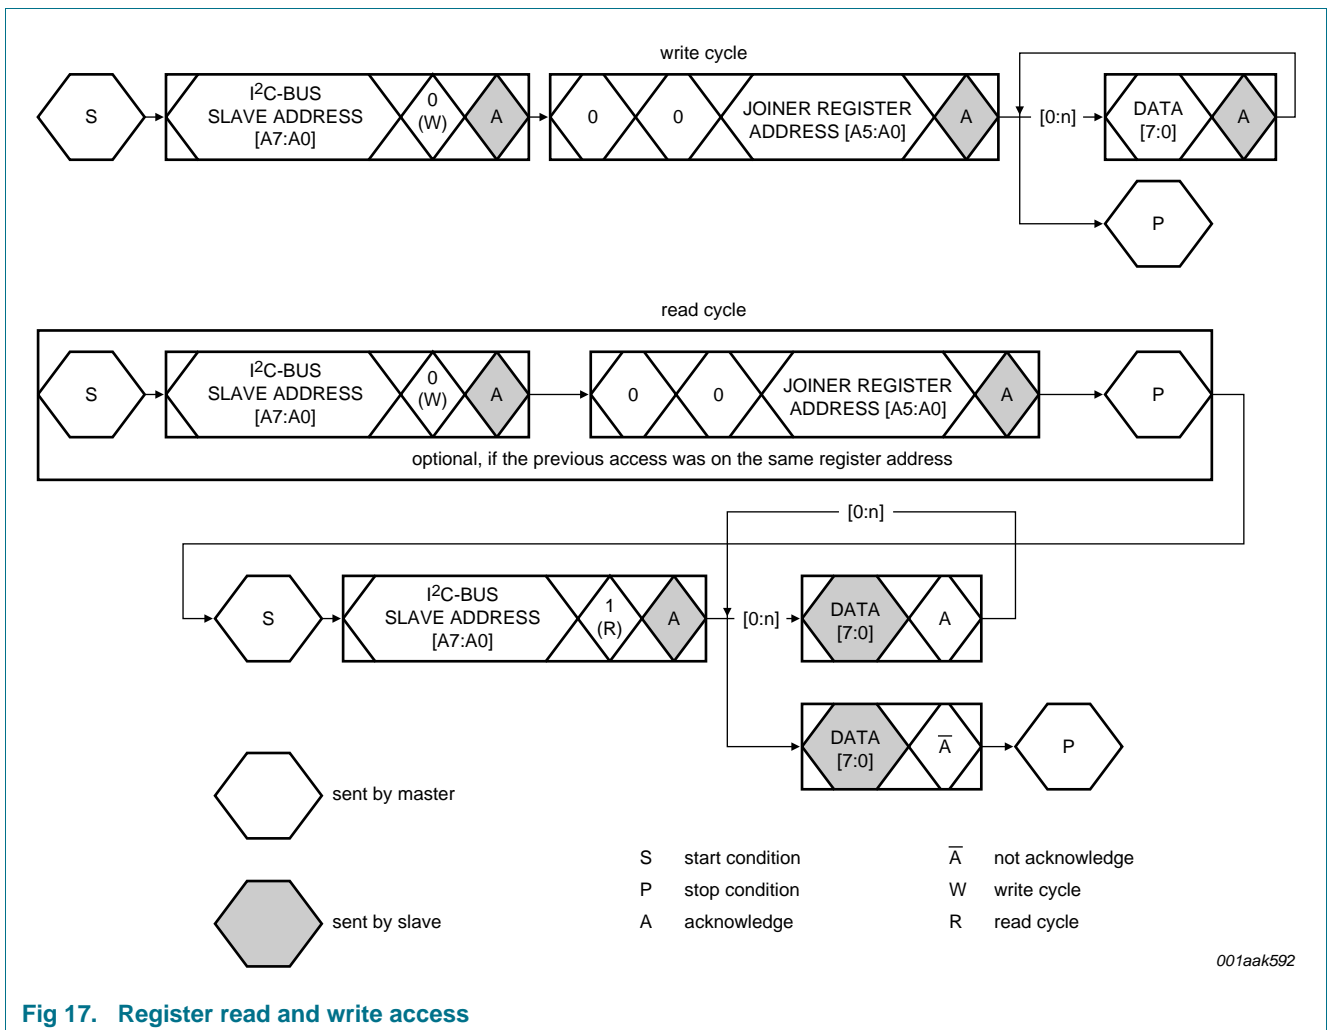 write cycle
S
I²C-BUS
SLAVE ADDRESS
[A7:A0]
0
(W)
A
0
0
JOINER REGISTER
ADDRESS [A5:A0]
A
[0:n]
DATA
[7:0]
A
P
read cycle
S
I²C-BUS
SLAVE ADDRESS
[A7:A0]
0
(W)
A
0
0
JOINER REGISTER
ADDRESS [A5:A0]
A
P
optional, if the previous access was on the same register address
[0:n]
S
I²C-BUS
SLAVE ADDRESS
[A7:A0]
1
(R)
A
[0:n]
DATA
[7:0]
A
DATA
[7:0]
A̅
P
sent by master
sent by slave
S start condition
P stop condition
A acknowledge
A̅ not acknowledge
W write cycle
R read cycle
001aak592
Fig 17. Register read and write access